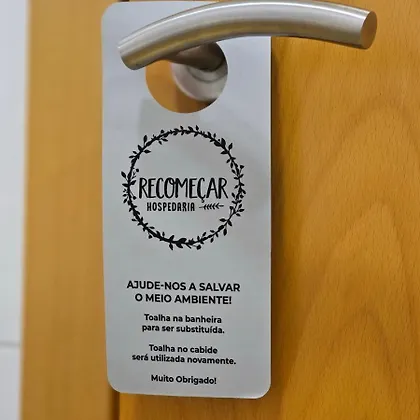 RECOMEÇAR
HOSPEDARIA
AJUDE-NOS A SALVAR
O MEIO AMBIENTE!
Toalha na banheira
para ser substituída.
Toalha no cabide
será utilizada novamente.
Muito Obrigado!